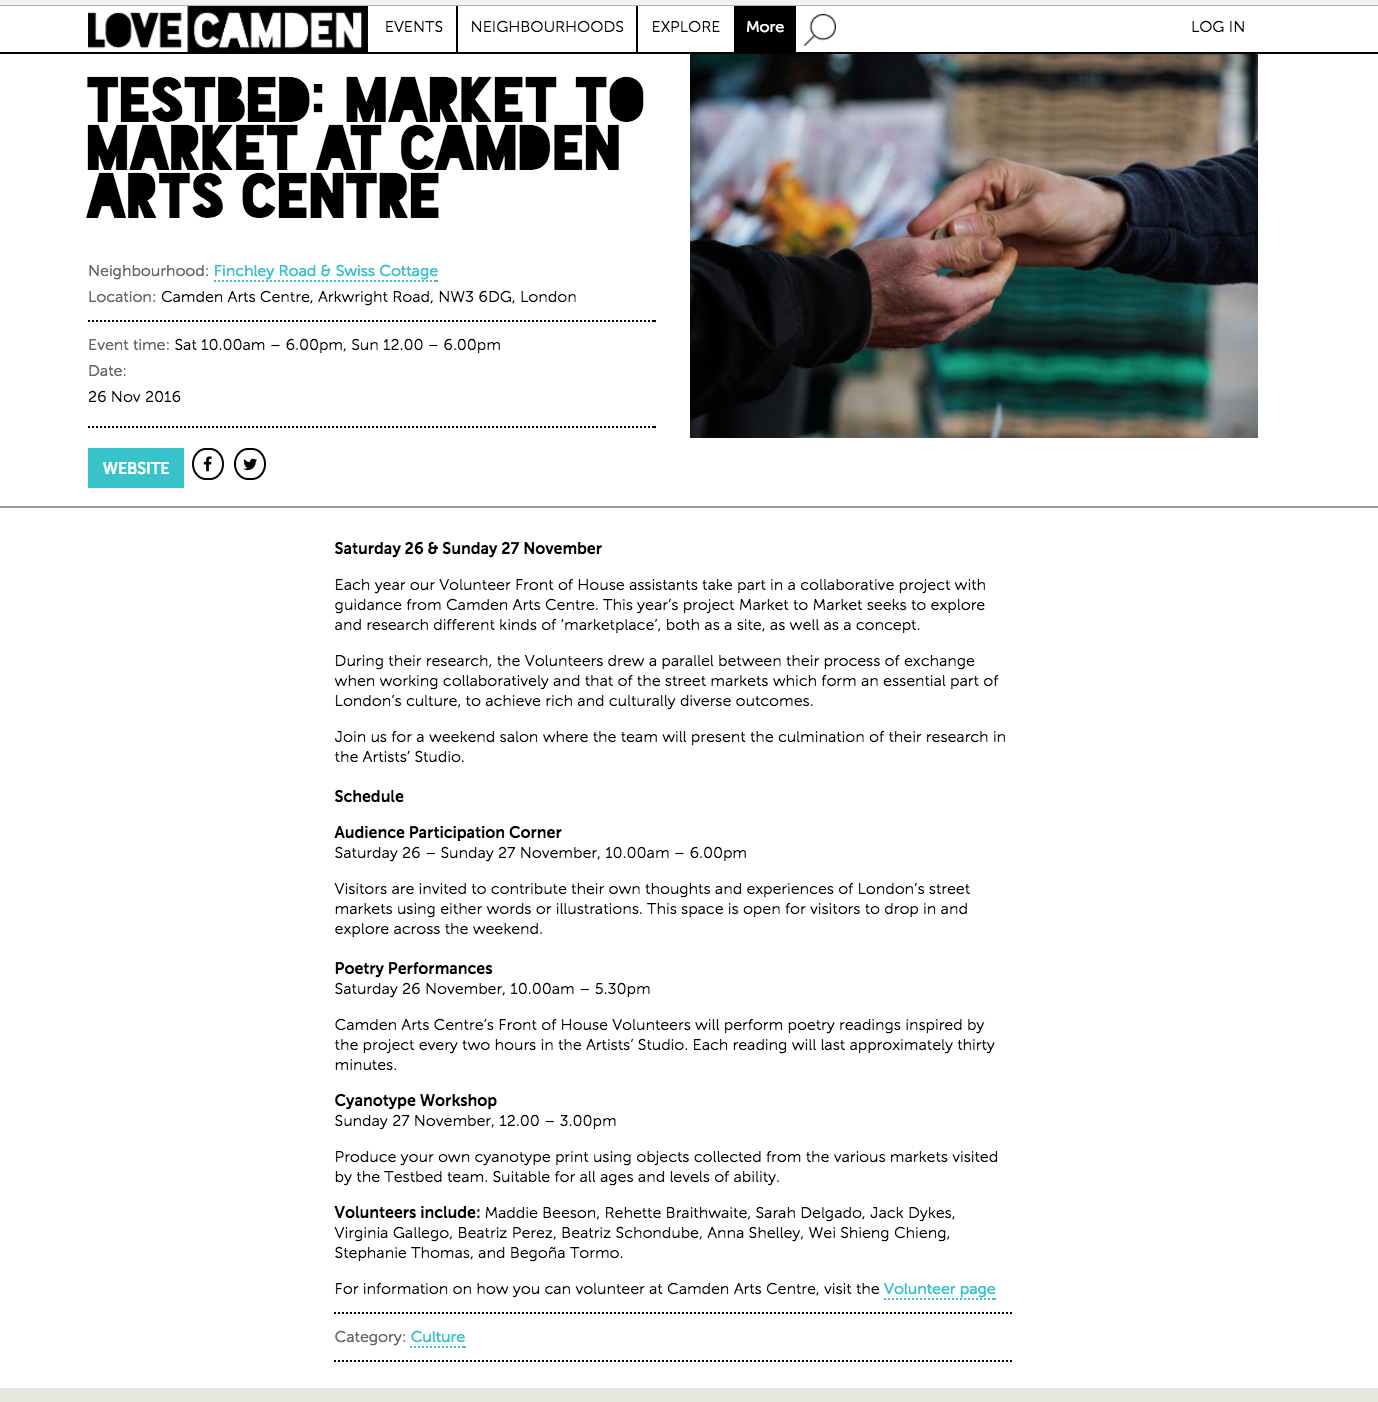 LOVE CAMDEN
EVENTS
NEIGHBOURHOODS
EXPLORE
More
LOG IN
TESTBED: MARKET TO
MARKET AT CAMDEN
ARTS CENTRE
Neighbourhood: Finchley Road & Swiss Cottage
Location: Camden Arts Centre, Arkwright Road, NW3 6DG, London
Event time: Sat 10.00am – 6.00pm, Sun 12.00 – 6.00pm
Date:
26 Nov 2016
WEBSITE
Saturday 26 & Sunday 27 November
Each year our Volunteer Front of House assistants take part in a collaborative project with
guidance from Camden Arts Centre. This year’s project Market to Market seeks to explore
and research different kinds of ‘marketplace’, both as a site, as well as a concept.
During their research, the Volunteers drew a parallel between their process of exchange
when working collaboratively and that of the street markets which form an essential part of
London’s culture, to achieve rich and culturally diverse outcomes.
Join us for a weekend salon where the team will present the culmination of their research in
the Artists’ Studio.
Schedule
Audience Participation Corner
Saturday 26 – Sunday 27 November, 10.00am – 6.00pm
Visitors are invited to contribute their own thoughts and experiences of London’s street
markets using either words or illustrations. This space is open for visitors to drop in and
explore across the weekend.
Poetry Performances
Saturday 26 November, 10.00am – 5.30pm
Camden Arts Centre’s Front of House Volunteers will perform poetry readings inspired by
the project every two hours in the Artists’ Studio. Each reading will last approximately thirty
minutes.
Cyanotype Workshop
Sunday 27 November, 12.00 – 3.00pm
Produce your own cyanotype print using objects collected from the various markets visited
by the Testbed team. Suitable for all ages and levels of ability.
Volunteers include: Maddie Beeson, Rehette Braithwaite, Sarah Delgado, Jack Dykes,
Virginia Gallego, Beatriz Perez, Beatriz Schondube, Anna Shelley, Wei Shieng Chieng,
Stephanie Thomas, and Begoña Tormo.
For information on how you can volunteer at Camden Arts Centre, visit the Volunteer page
Category: Culture